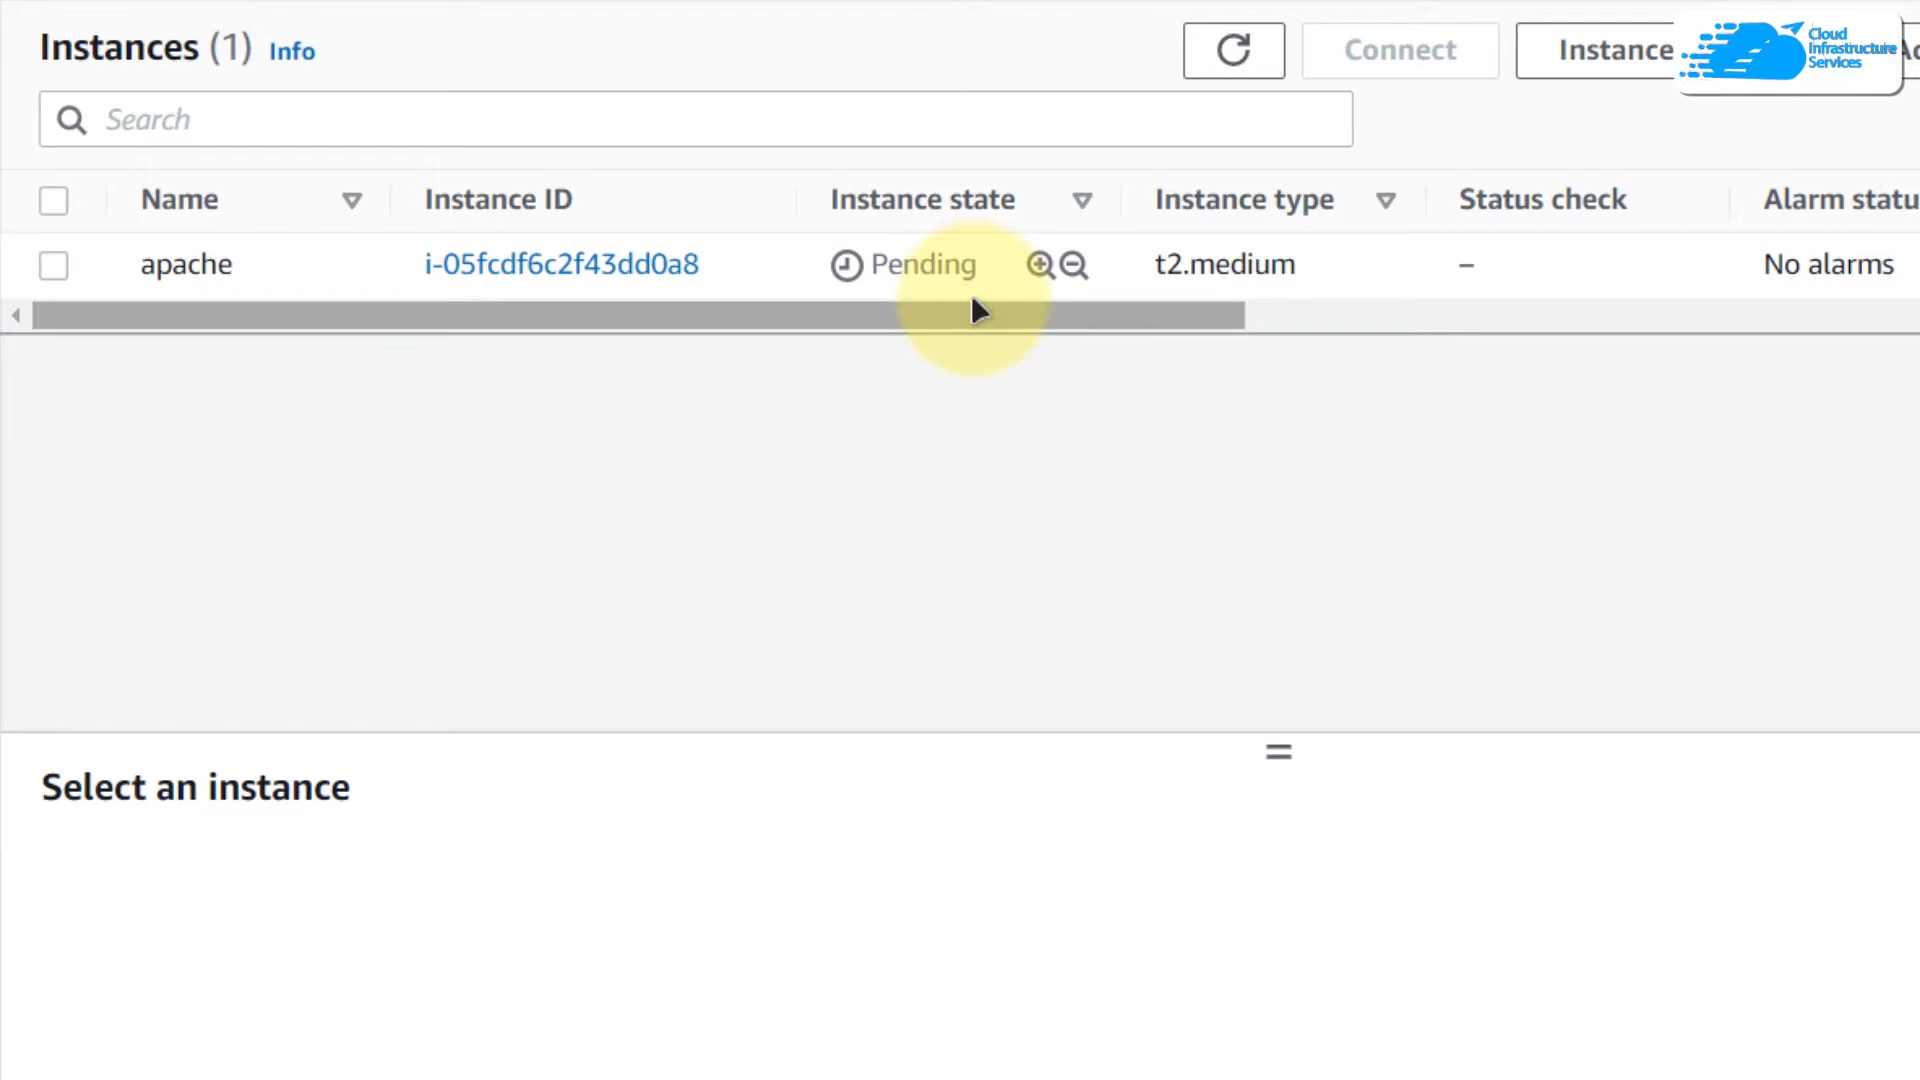 Instances (1) Info
Connect
Instance
Cloud
Infrastructure
Services
Search
Name
Instance ID
Instance state
Instance type
Status check
Alarm statu
apache
i-05fcdf6c2f43dd0a8
Pending
t2.medium
–
No alarms
Select an instance